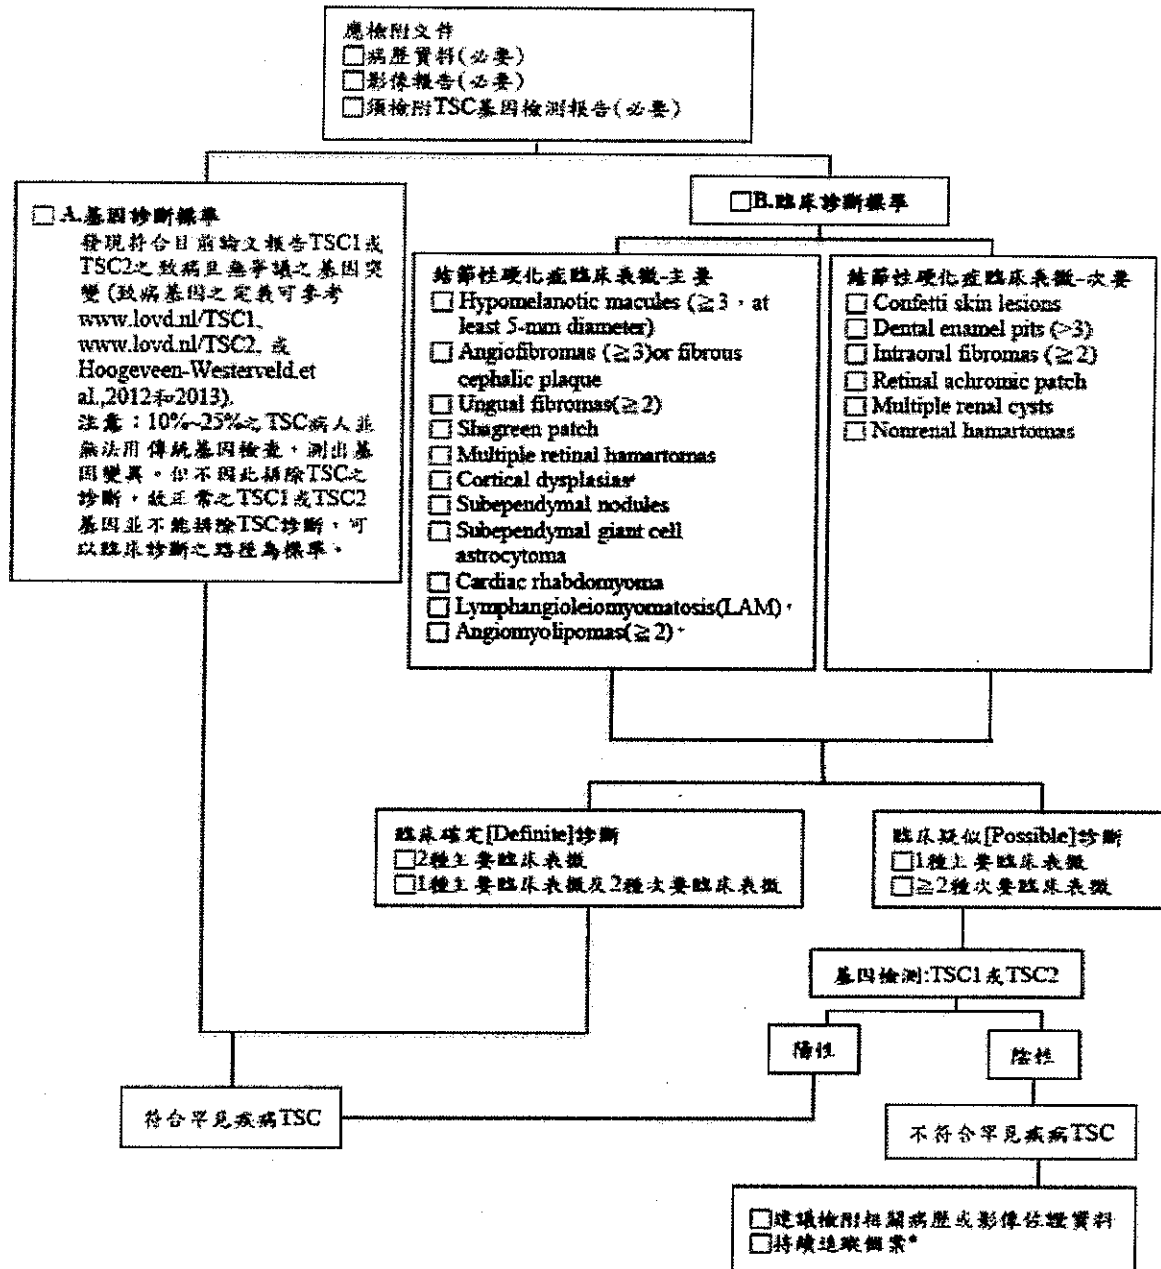 應檢附文件
□病歷資料(必要)
□影像報告(必要)
□須檢附TSC基因檢測報告(必要)
□ A.基因診斷標準
發現符合目前論文報告TSC1或
TSC2之致病且無爭議之基因突
變(致病基因之定義可參考
www.lovd.nl/TSC1、
www.lovd.nl/TSC2, 或
Hoogeveen-Westerveld.et
al.,2012和2013).
注意：10%~25%之TSC病人並
無法用傳統基因檢查，測出基
因變異。但不因此排除TSC之
診斷，故正常之TSC1或TSC2
基因並不能排除TSC診斷，可
以臨床診斷之路徑為標準。
□B.臨床診斷標準
結節性硬化症臨床表徵-主要
□ Hypomelanotic macules (≧3，at
least 5-mm diameter)
□ Angiofibromas (≧3)or fibrous
cephalic plaque
□ Ungual fibromas(≧2)
□ Shagreen patch
□ Multiple retinal hamartomas
□ Cortical dysplasias
□ Subependymal nodules
□ Subependymal giant cell
astrocytoma
□ Cardiac rhabdomyoma
□ Lymphangioleiomyomatosis(LAM)
□ Angiomyolipomas(≧2)
結節性硬化症臨床表徵-次要
□ Confetti skin lesions
□ Dental enamel pits (>3)
□ Intraoral fibromas (≧2)
□ Retinal achromic patch
□ Multiple renal cysts
□ Nonrenal hamartomas
臨床確定[Definite]診斷
□2種主要臨床表徵
□1種主要臨床表徵及2種次要臨床表徵
臨床疑似[Possible]診斷
□1種主要臨床表徵
□≧2種次要臨床表徵
基因檢測:TSC1或TSC2
陽性
陰性
符合罕見疾病TSC
不符合罕見疾病TSC
□建議檢附相關病歷或影像佐證資料
□持續追蹤個案*